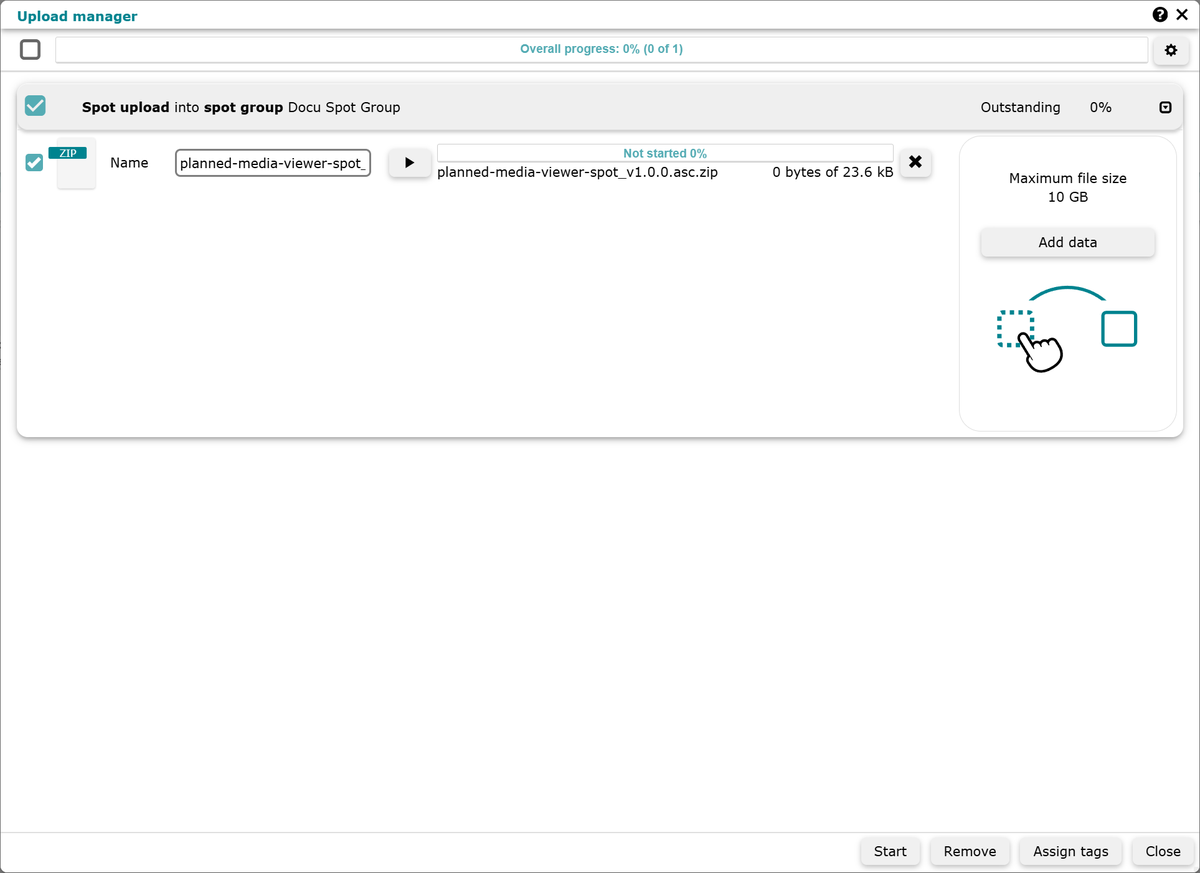 Upload manager
Overall progress: 0% (0 of 1)
Spot upload into spot group Docu Spot Group Outstanding 0%
ZIP
Name planned-media-viewer-spot_
Not started 0%
planned-media-viewer-spot_v1.0.0.asc.zip 0 bytes of 23.6 kB
Maximum file size
10 GB
Add data
Start Remove Assign tags Close